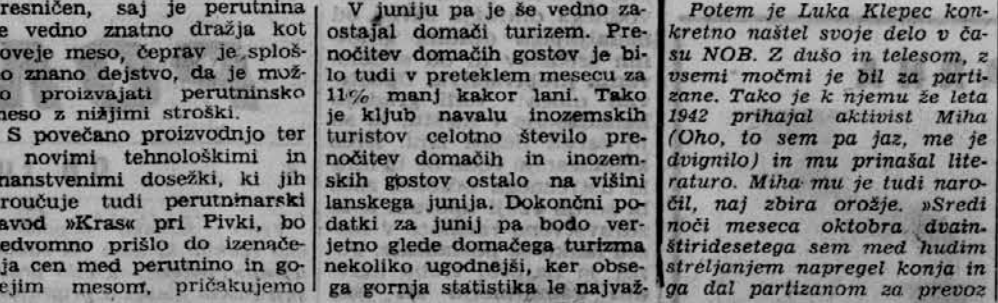 resničen, saj je perutnina
e vedno znatno dražja kot
oveje meso, čeprav je sploš-
o znano dejstvo, da je mož-
o proizvajati perutninsko
meso z nižjimi stroški.
S povečano proizvodnjo ter
novimi tehnološkimi in
nanstvenimi dosežki, ki jih
roučuje tudi perutninarski
avod »Kras« pri Pivki, bo
edvomno prišlo do izenače-
ja cen med perutnino in go-
ejim mesom, pričakujemo
V juniju pa je še vedno za-
ostajal domači turizem. Pre-
nočitev domačih gostov je bi-
lo tudi v preteklem mesecu za
11% manj kakor lani. Tako
je kljub navalu inozemskih
turistov celotno število pre-
nočitev domačih in inozem-
skih gostov ostalo na višini
lanskega junija. Dokončni po-
datki za junij pa bodo ver-
jetno glede domačega turizma
nekoliko ugodnejši, ker obse-
ga gornja statistika le najvaž-
Potem je Luka Klepec kon-
kretno naštel svoje delo v ča-
su NOB. Z dušo in telesom, z
vsemi močmi je bil za parti-
zane. Tako je k njemu že leta
1942 prihajal aktivist Miha
(Oho, to sem pa jaz, me je
dvignilo) in mu prinašal lite-
raturo. Miha mu je tudi naro-
čil, naj zbira orožje. »Sredi
noči meseca oktobra dvain-
štiridesetega sem med hudim
streljanjem napregel konja in
ga dal partizanom za prevoz